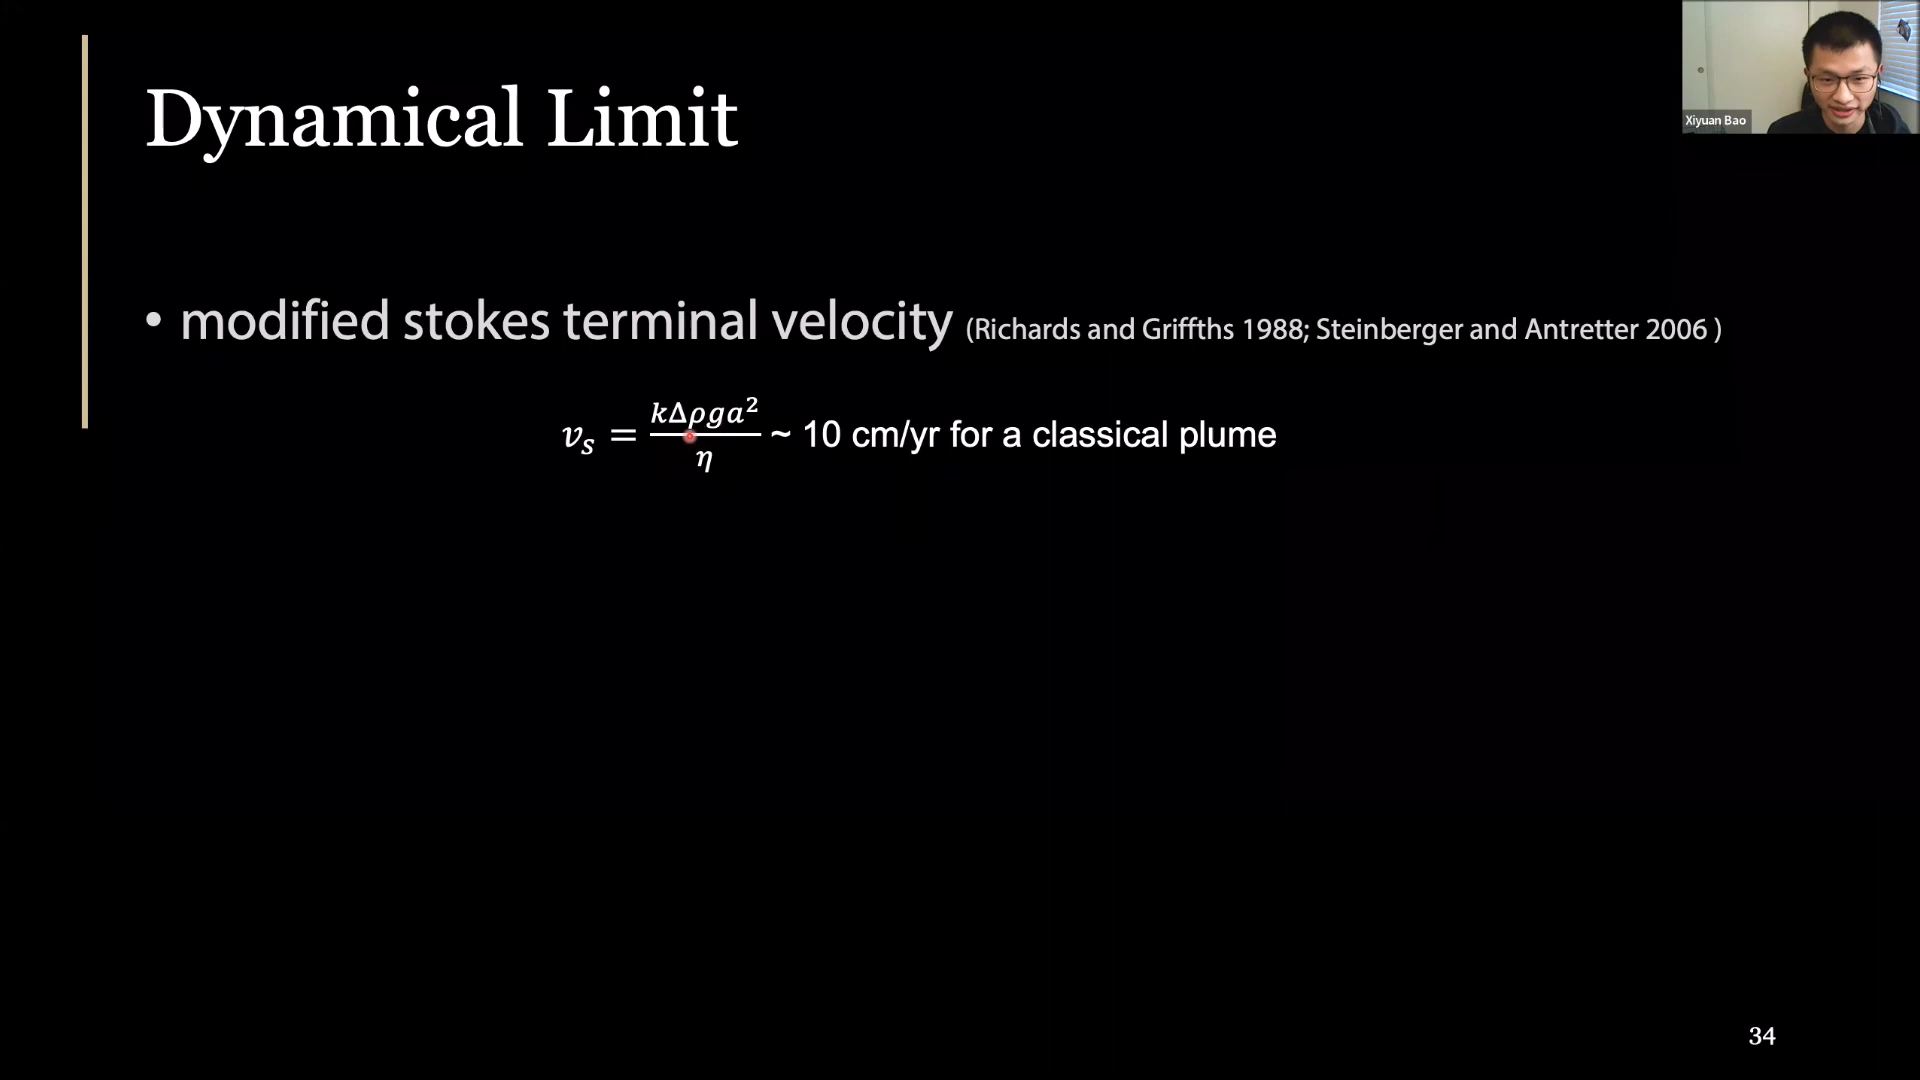 Dynamical Limit
Xiyuan Bao
• modified stokes terminal velocity (Richards and Griffths 1988; Steinberger and Antretter 2006 )
𝑣ₛ = 𝑘Δ𝜌𝑔𝑎²/𝜂 ~ 10 cm/yr for a classical plume
34